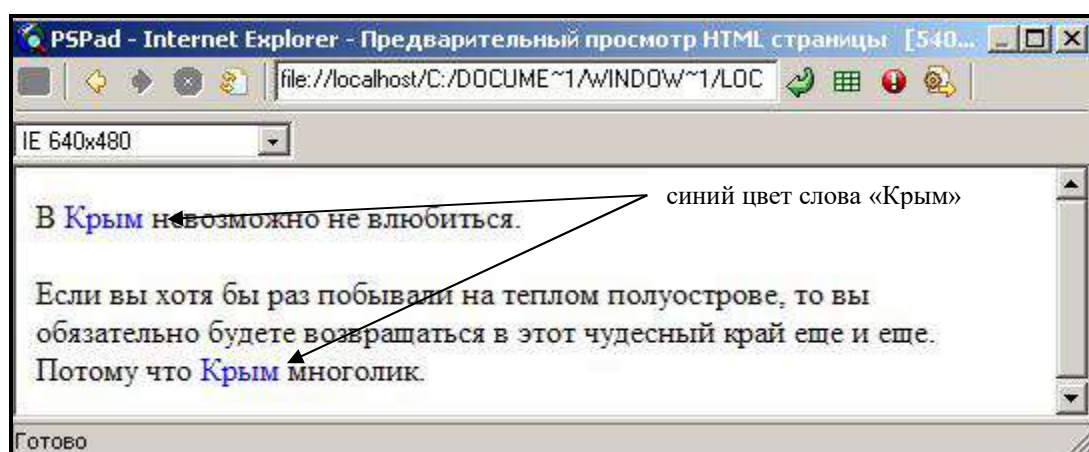 PSPad - Internet Explorer - Предварительный просмотр HTML страницы [540...
file://localhost/C:/DOCUME~1/WINDOW~1/LOC
IE 640x480
синий цвет слова «Крым»
В Крым невозможно не влюбиться.
Если вы хотя бы раз побывали на теплом полуострове, то вы
обязательно будете возвращаться в этот чудесный край еще и еще.
Потому что Крым многолик.
Готово